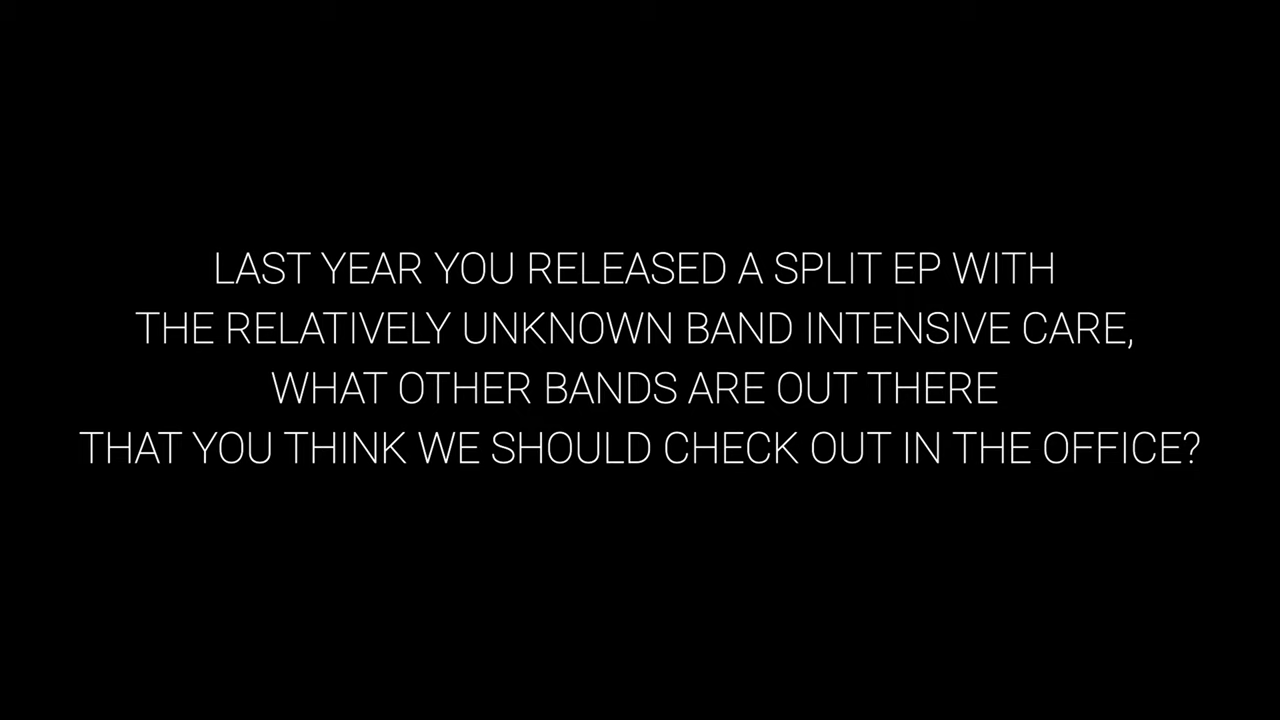 LAST YEAR YOU RELEASED A SPLIT EP WITH
THE RELATIVELY UNKNOWN BAND INTENSIVE CARE,
WHAT OTHER BANDS ARE OUT THERE
THAT YOU THINK WE SHOULD CHECK OUT IN THE OFFICE?